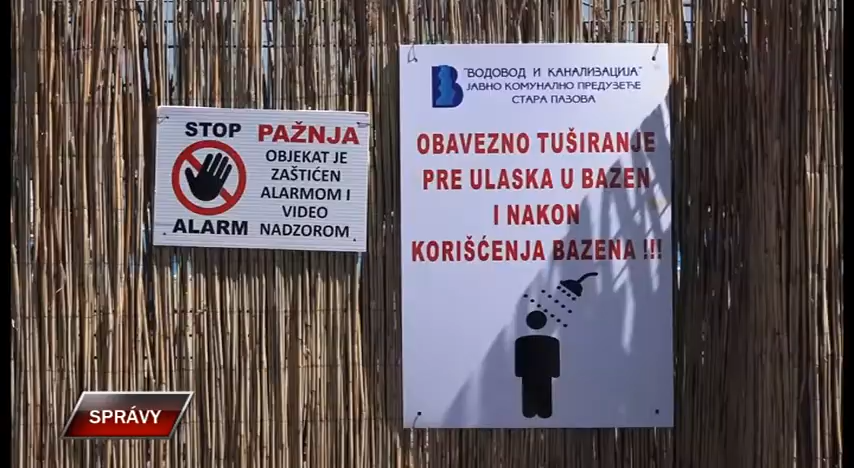 STOP
PAŽNJA
OBJEKAT JE
ZAŠTIĆEN
ALARMOM I
VIDEO
NADZOROM.
ALARM
"ВОДОВОД И КАНАЛИЗАЦИЈА"
ЈАВНО КОМУНАЛНО ПРЕДУЗЕЋЕ
СТАРА ПАЗОВА
OBAVEZNO TUŠIRANJE
PRE ULASKA U BAZEN
I NAKON
KORIŠĆENJA BAZENA !!!
SPRÁVY